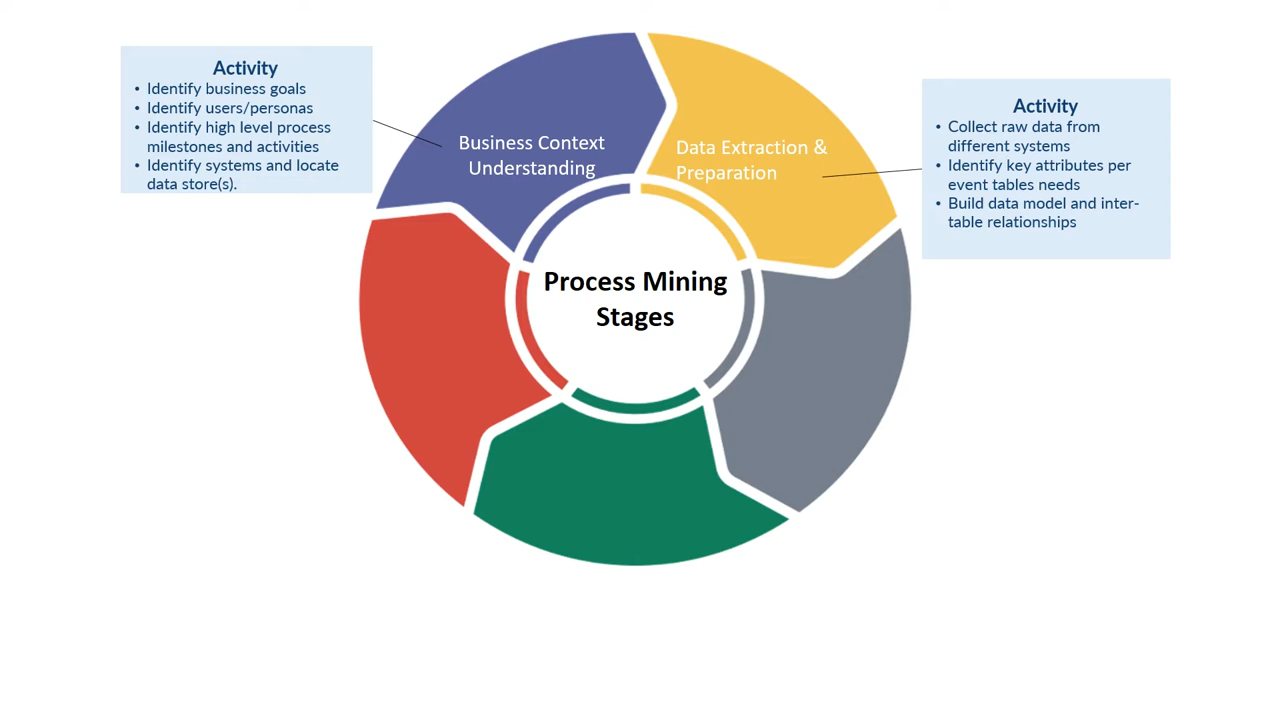 Activity
• Identify business goals
• Identify users/personas
• Identify high level process
milestones and activities
• Identify systems and locate
data store(s).
Business Context
Understanding
Data Extraction &
Preparation
Activity
• Collect raw data from
different systems
• Identify key attributes per
event tables needs
• Build data model and inter-
table relationships
Process Mining
Stages